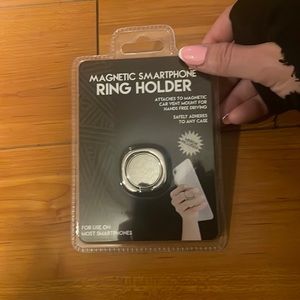 MAGNETIC SMARTPHONE
RING HOLDER
ATTACHES TO MAGNETIC
CAR VENT MOUNT FOR
HANDS FREE DRIVING
SAFELY ADHERES
TO ANY CASE
FOR USE ON
MOST SMARTPHONES